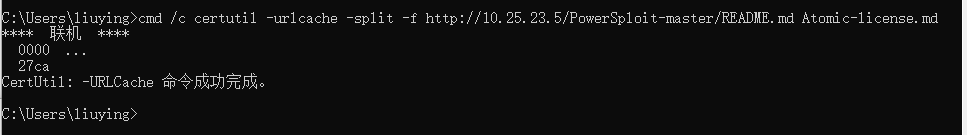 C:\Users\liuying>cmd /c certutil -urlcache -split -f http://10.25.23.5/PowerSploit-master/README.md Atomic-license.md
****  联机  ****
  0000  ...
  27ca
CertUtil: -URLCache 命令成功完成。
C:\Users\liuying>